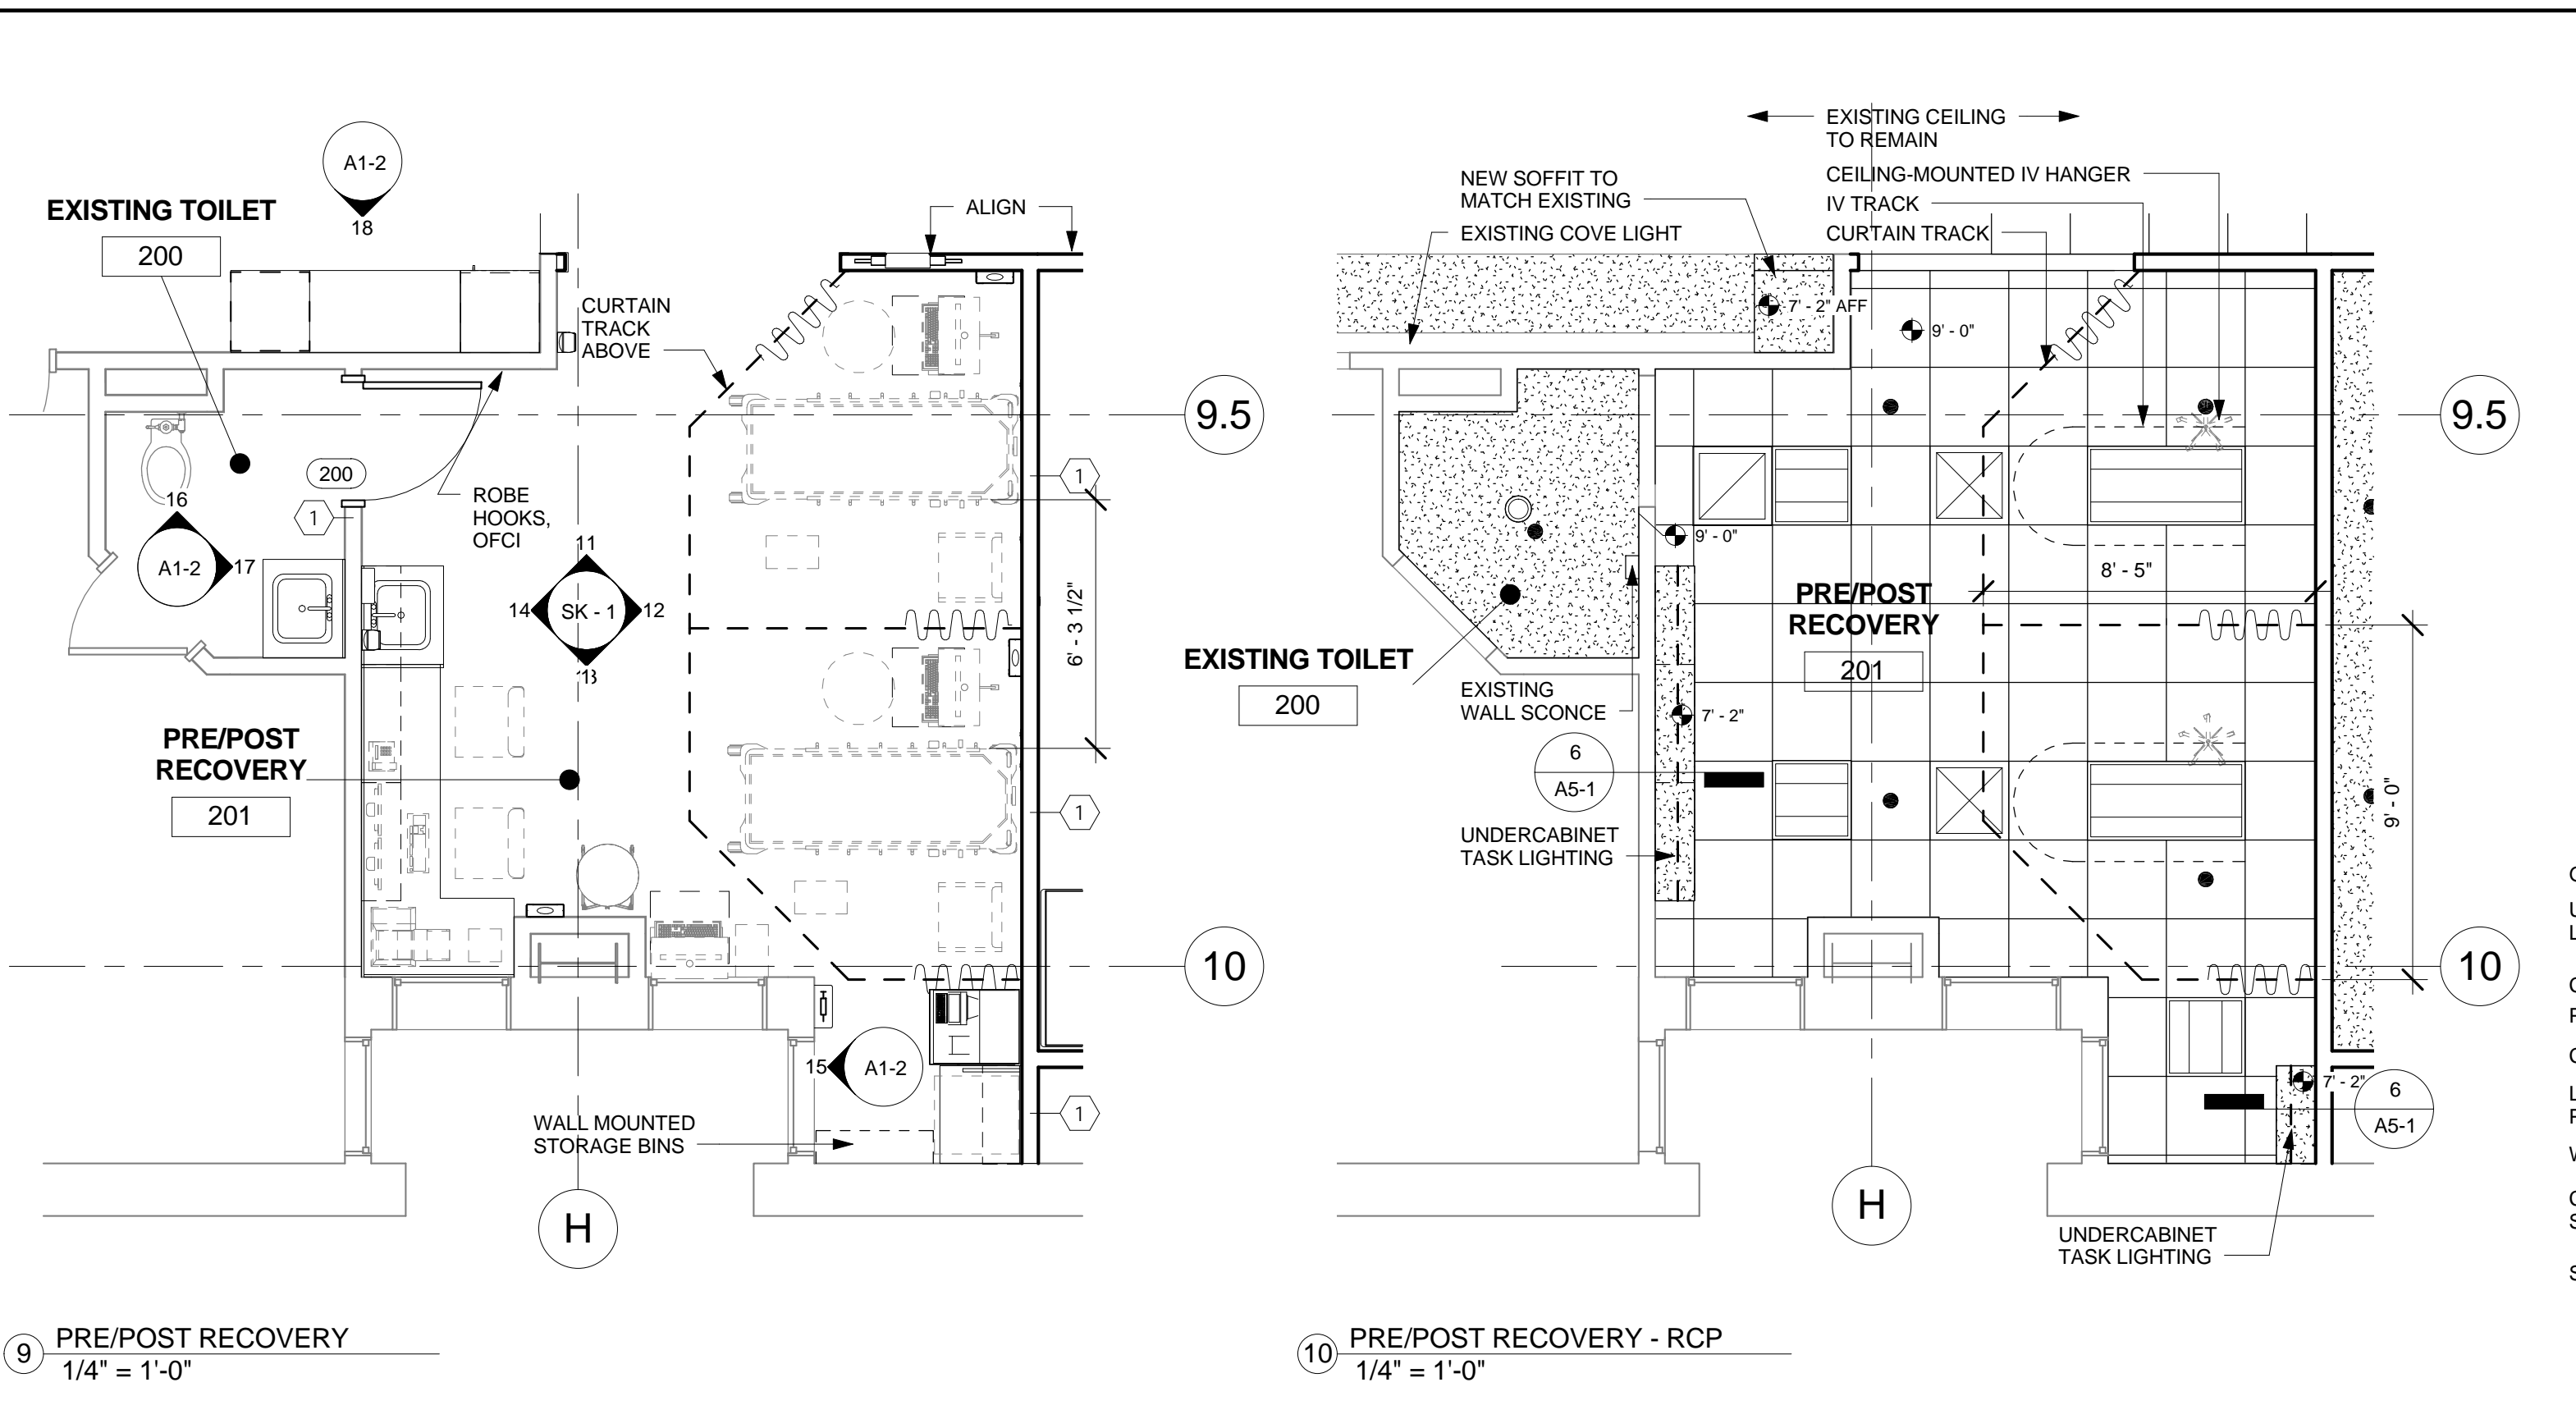 A1-2
18
EXISTING TOILET
200
CURTAIN
TRACK
ABOVE
ALIGN
9.5
200
1
ROBE
HOOKS,
OFCI
16
A1-2
17
1
11
14
SK - 1
12
13
6' - 3 1/2"
PRE/POST
RECOVERY
201
1
10
15
A1-2
1
WALL MOUNTED
STORAGE BINS
H
9
PRE/POST RECOVERY
1/4" = 1'-0"
EXISTING CEILING
TO REMAIN
NEW SOFFIT TO
MATCH EXISTING
EXISTING COVE LIGHT
CEILING-MOUNTED IV HANGER
IV TRACK
CURTAIN TRACK
7' - 2" AFF
9' - 0"
9.5
9' - 0"
8' - 5"
PRE/POST
RECOVERY
201
EXISTING TOILET
200
EXISTING
WALL SCONCE
7' - 2"
6
A5-1
UNDERCABINET
TASK LIGHTING
9' - 0"
10
7' - 2"
6
A5-1
UNDERCABINET
TASK LIGHTING
H
10
PRE/POST RECOVERY - RCP
1/4" = 1'-0"